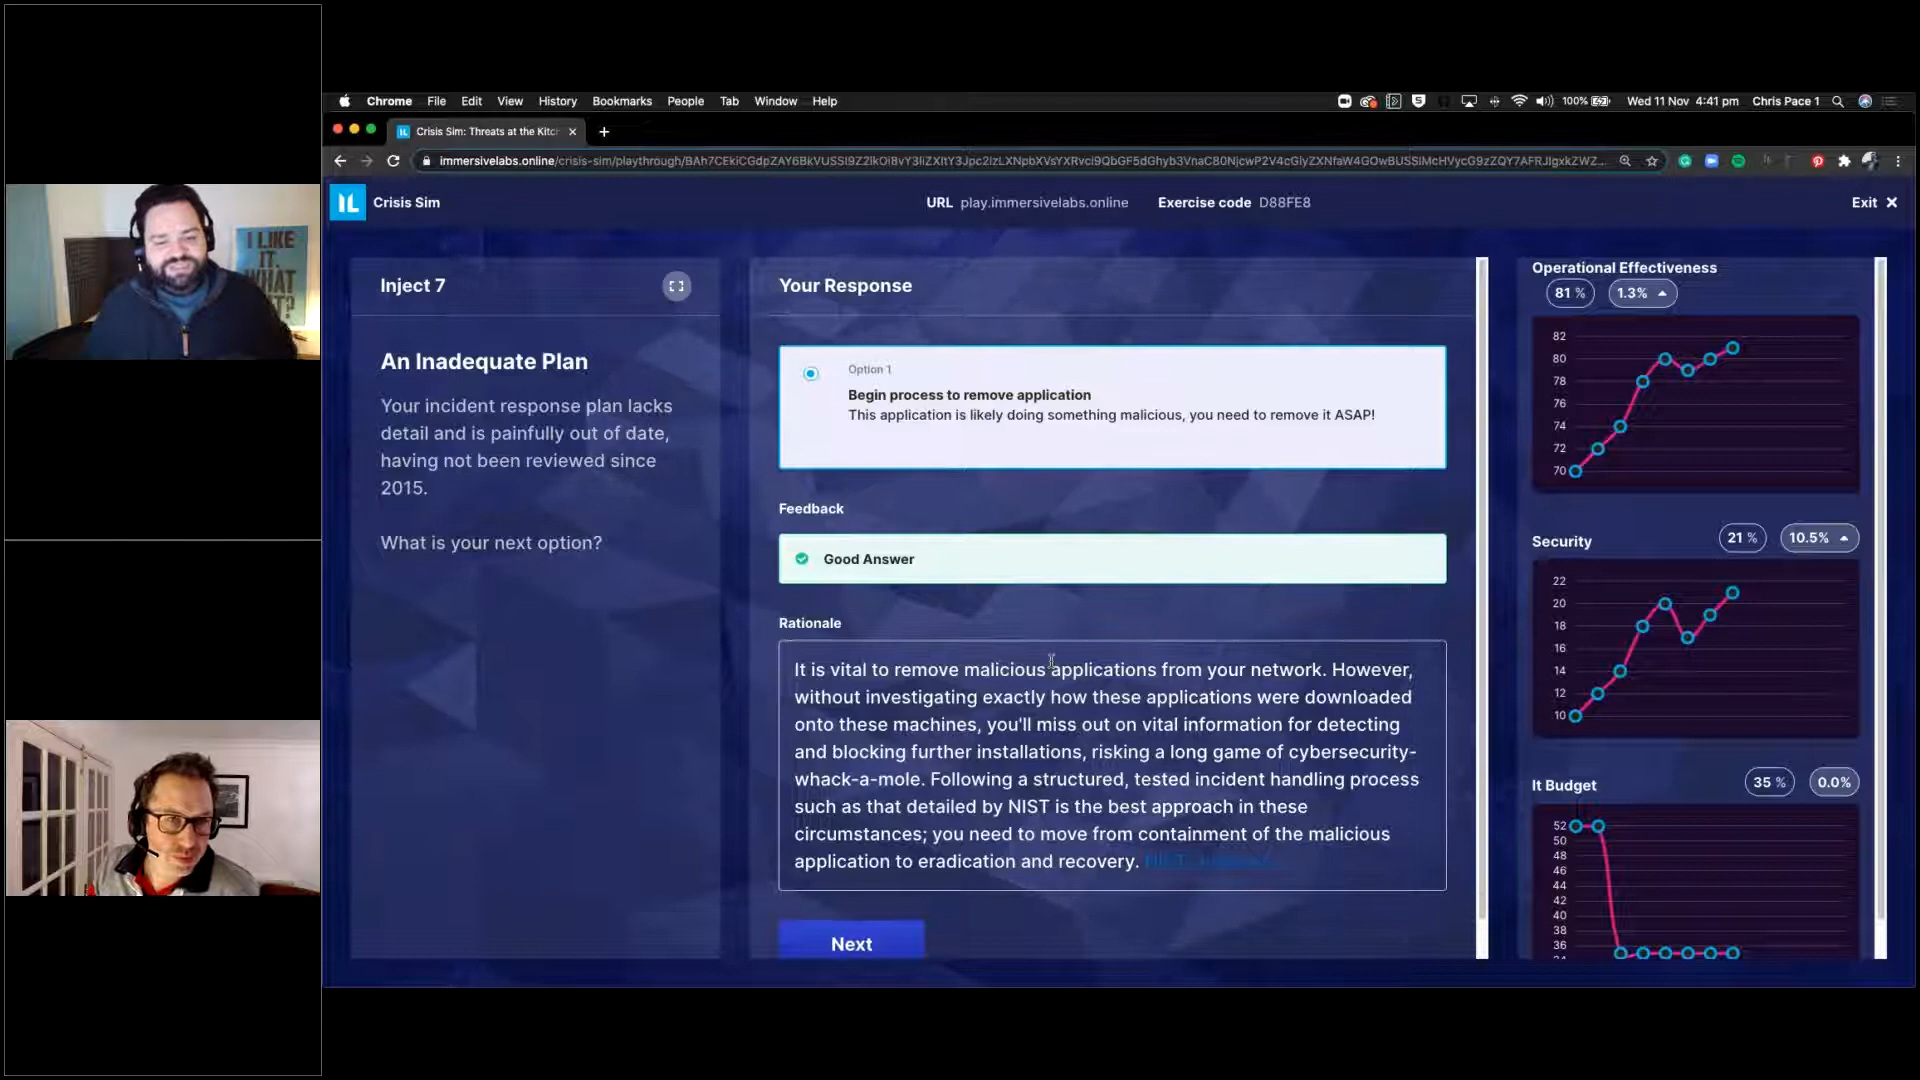 I LIKE
IT.
WHAT
IT?
Chrome File Edit View History Bookmarks People Tab Window Help
100% Wed 11 Nov 4:41 pm Chris Pace 1
Crisis Sim: Threats at the Kitch
IL Crisis Sim
URL play.immersivelabs.online Exercise code D88FE8
Exit
Inject 7
An Inadequate Plan
Your incident response plan lacks
detail and is painfully out of date,
having not been reviewed since
2015.
What is your next option?
Your Response
Option 1
Begin process to remove application
This application is likely doing something malicious, you need to remove it ASAP!
Feedback
Good Answer
Rationale
It is vital to remove malicious applications from your network. However,
without investigating exactly how these applications were downloaded
onto these machines, you'll miss out on vital information for detecting
and blocking further installations, risking a long game of cybersecurity-
whack-a-mole. Following a structured, tested incident handling process
such as that detailed by NIST is the best approach in these
circumstances; you need to move from containment of the malicious
application to eradication and recovery.
Next
Operational Effectiveness
81 % 1.3%
82
80
78
76
74
72
70
Security 21 % 10.5%
22
20
18
16
14
12
10
It Budget 35 % 0.0%
52
50
48
46
44
42
40
38
36